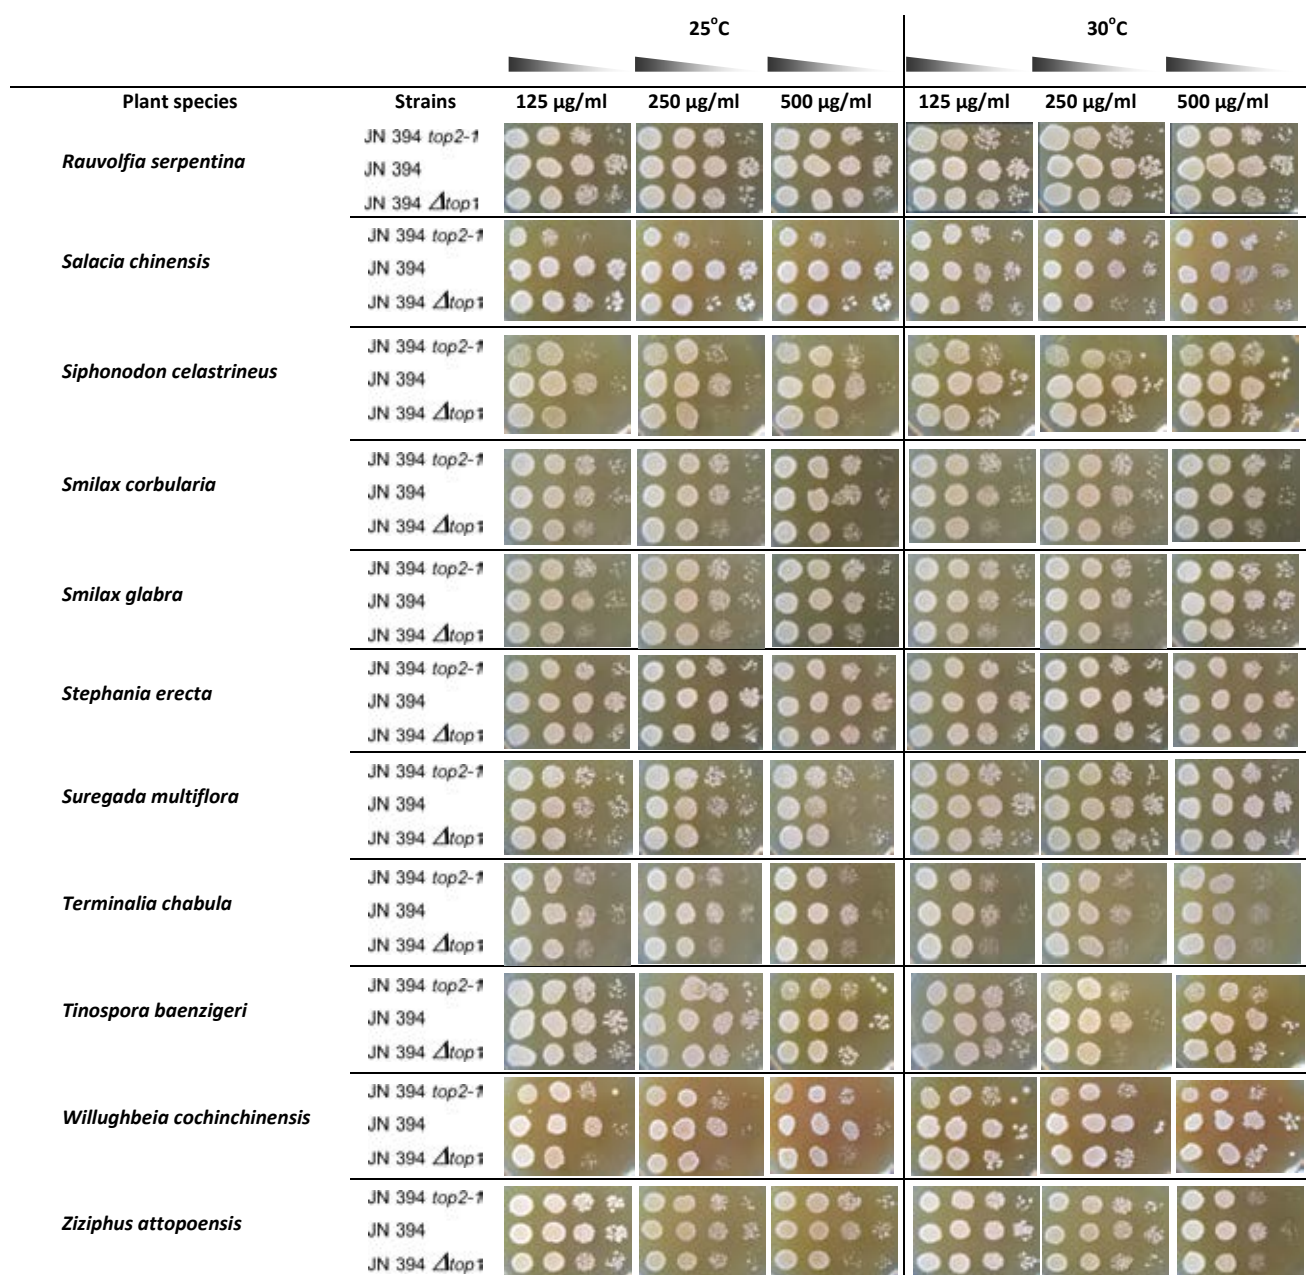 25°C 30°C
Plant species Strains 125 µg/ml 250 µg/ml 500 µg/ml 125 µg/ml 250 µg/ml 500 µg/ml
JN 394 top2-1
Rauvolfia serpentina JN 394
JN 394 Δtop1
JN 394 top2-1
Salacia chinensis JN 394
JN 394 Δtop1
JN 394 top2-1
Siphonodon celastrineus JN 394
JN 394 Δtop1
JN 394 top2-1
Smilax corbularia JN 394
JN 394 Δtop1
JN 394 top2-1
Smilax glabra JN 394
JN 394 Δtop1
JN 394 top2-1
Stephania erecta JN 394
JN 394 Δtop1
JN 394 top2-1
Suregada multiflora JN 394
JN 394 Δtop1
JN 394 top2-1
Terminalia chabula JN 394
JN 394 Δtop1
JN 394 top2-1
Tinospora baenzigeri JN 394
JN 394 Δtop1
JN 394 top2-1
Willughbeia cochinchinensis JN 394
JN 394 Δtop1
JN 394 top2-1
Ziziphus attopoensis JN 394
JN 394 Δtop1